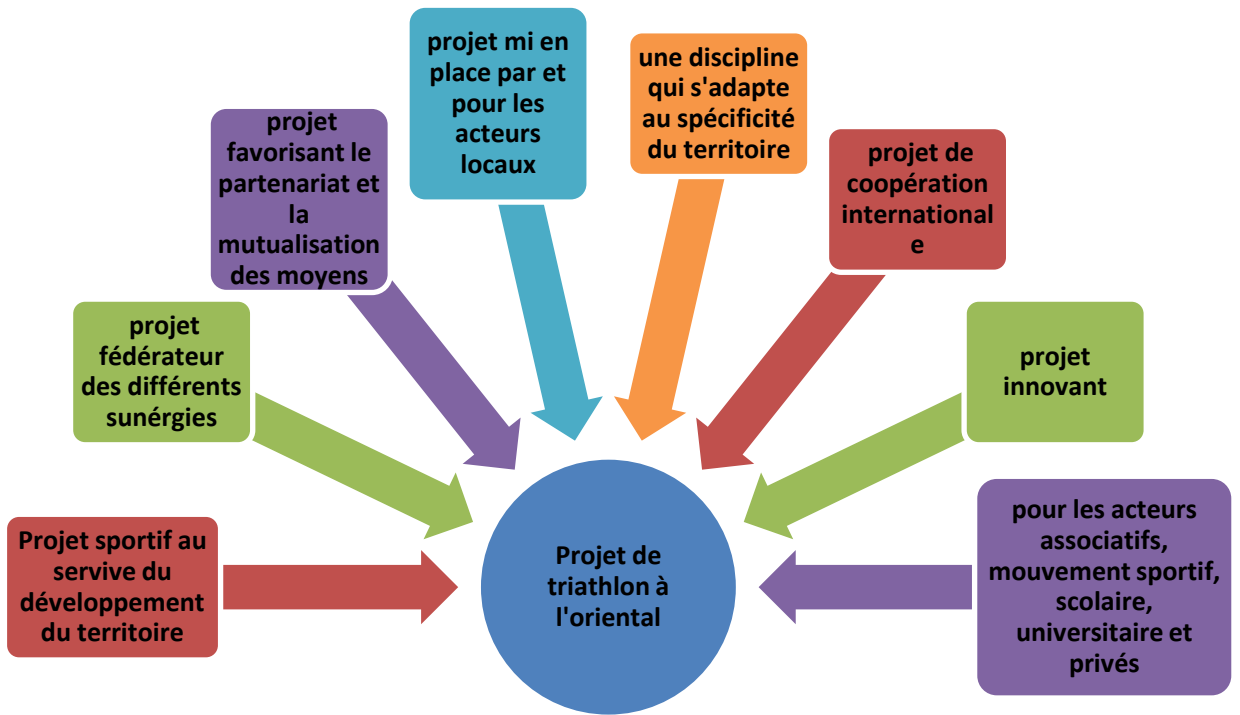 Projet sportif au
servive du
développement
du territoire
projet
fédérateur
des différents
sunérgies
projet
favorisant le
partenariat et
la
mutualisation
des moyens
projet mi en
place par et
pour les
acteurs
locaux
une discipline
qui s'adapte
au spécificité
du territoire
projet de
coopération
international
e
projet
innovant
pour les acteurs
associatifs,
mouvement sportif,
scolaire,
universitaire et
privés
Projet de
triathlon à
l'oriental